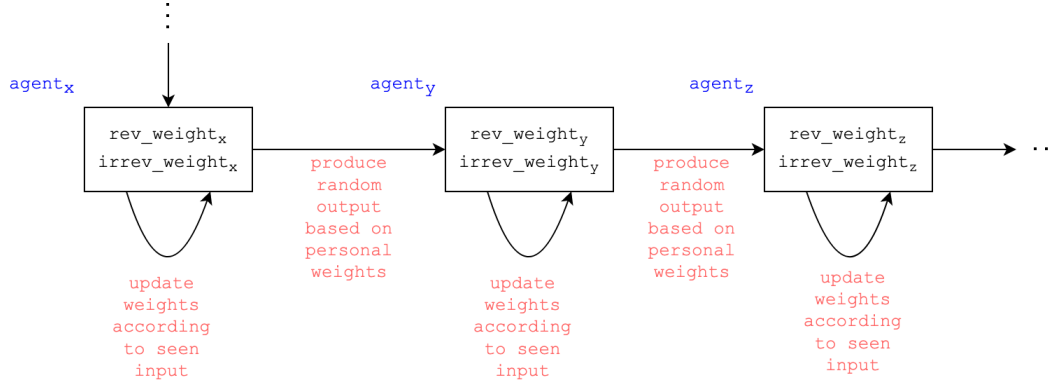 agentx
agenty
agentz
rev_weightx
irrev_weightx
rev_weighty
irrev_weighty
rev_weightz
irrev_weightz
produce
random
output
based on
personal
weights
produce
random
output
based on
personal
weights
update
weights
according
to seen
input
update
weights
according
to seen
input
update
weights
according
to seen
input